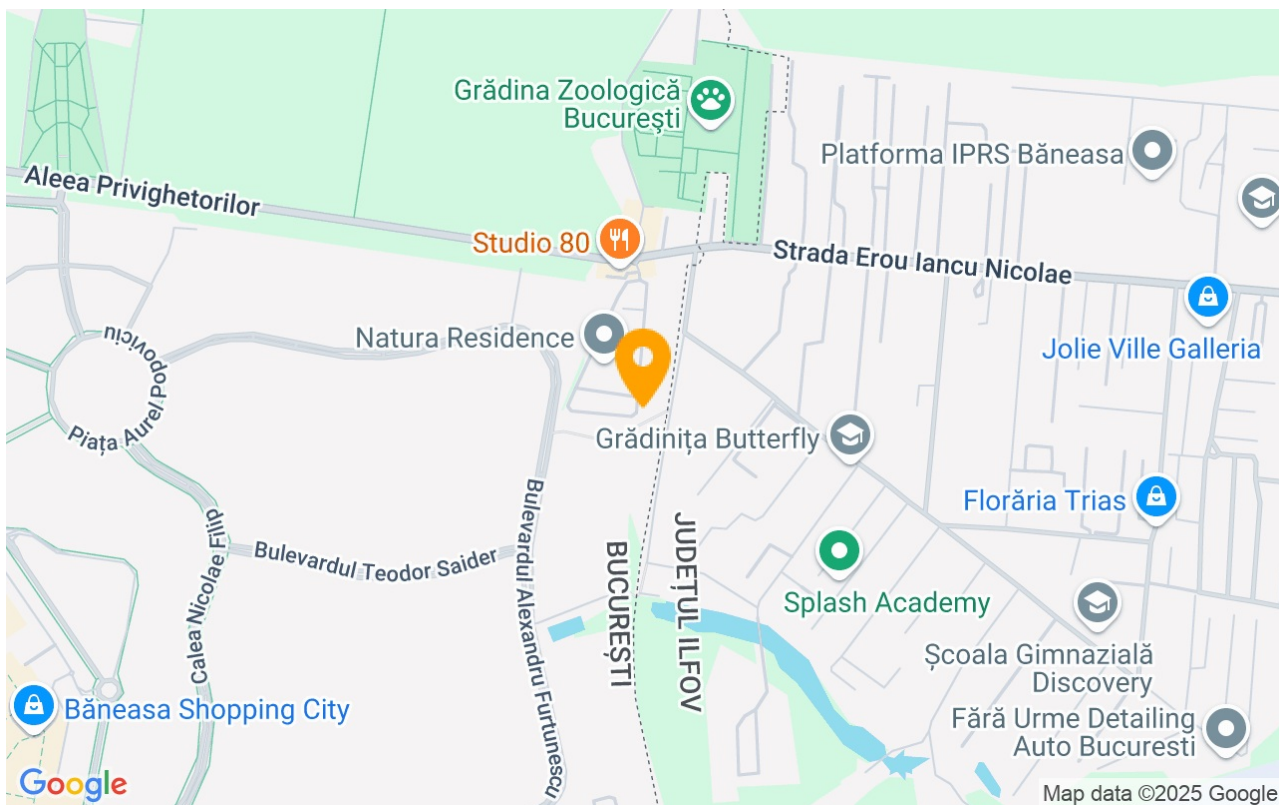 Grădina Zoologică
București
Platforma IPRS Băneasa
Aleea Privighetorilor
Studio 80
Strada Erou Iancu Nicolae
Natura Residence
Jolie Ville Galleria
Piața Aurel Popoviciu
Grădinița Butterfly
Florăria Trias
Calea Nicolae Filip
Bulevardul Teodor Saider
Bulevardul Alexandru Furtunescu
BUCUREȘTI
JUDEȚUL ILFOV
Splash Academy
Școala Gimnazială
Discovery
Băneasa Shopping City
Fără Urme Detailing
Auto Bucuresti
Google
Map data ©2025 Google